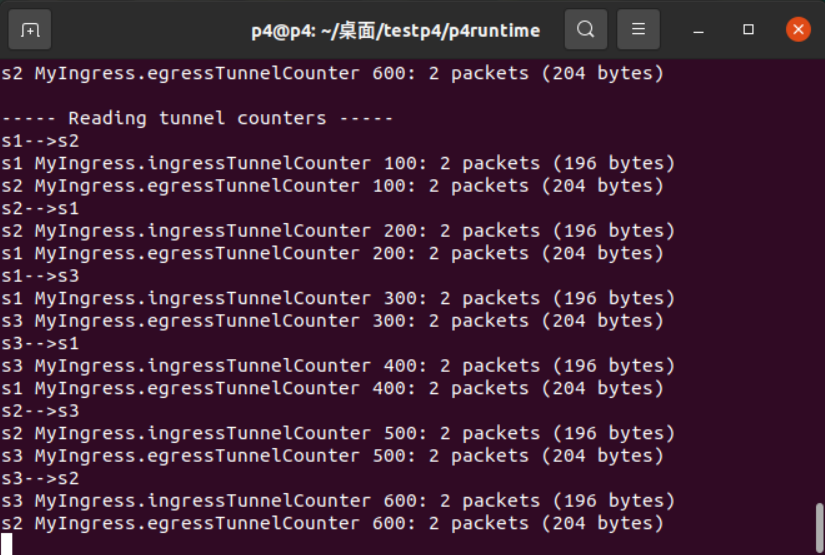 p4@p4: ~/桌面/testp4/p4runtime
s2 MyIngress.egressTunnelCounter 600: 2 packets (204 bytes)
----- Reading tunnel counters -----
s1-->s2
s1 MyIngress.ingressTunnelCounter 100: 2 packets (196 bytes)
s2 MyIngress.egressTunnelCounter 100: 2 packets (204 bytes)
s2-->s1
s2 MyIngress.ingressTunnelCounter 200: 2 packets (196 bytes)
s1 MyIngress.egressTunnelCounter 200: 2 packets (204 bytes)
s1-->s3
s1 MyIngress.ingressTunnelCounter 300: 2 packets (196 bytes)
s3 MyIngress.egressTunnelCounter 300: 2 packets (204 bytes)
s3-->s1
s3 MyIngress.ingressTunnelCounter 400: 2 packets (196 bytes)
s1 MyIngress.egressTunnelCounter 400: 2 packets (204 bytes)
s2-->s3
s2 MyIngress.ingressTunnelCounter 500: 2 packets (196 bytes)
s3 MyIngress.egressTunnelCounter 500: 2 packets (204 bytes)
s3-->s2
s3 MyIngress.ingressTunnelCounter 600: 2 packets (196 bytes)
s2 MyIngress.egressTunnelCounter 600: 2 packets (204 bytes)